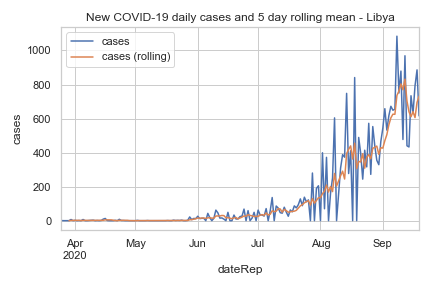 New COVID-19 daily cases and 5 day rolling mean - Libya
cases
cases (rolling)
1000
800
600
400
200
0
cases
Apr
2020
May
Jun
Jul
Aug
Sep
dateRep